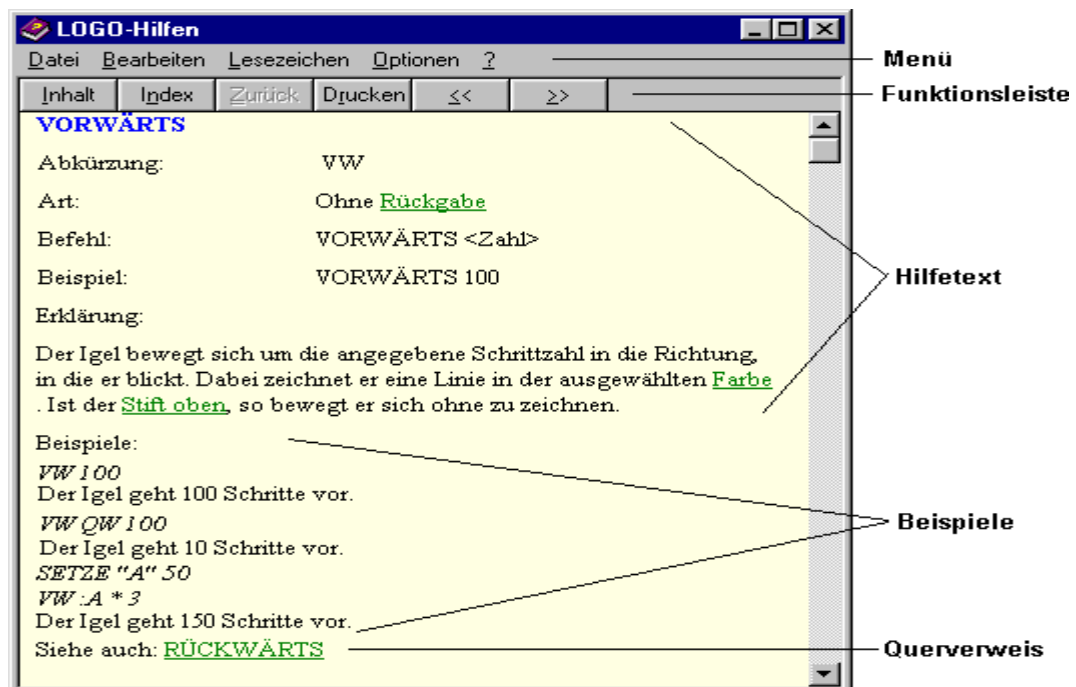 LOGO-Hilfen
Datei Bearbeiten Lesezeichen Optionen ? Menü
Inhalt Index Zurück Drucken << >> Funktionsleiste
VORWÄRTS
Abkürzung: VW
Art: Ohne Rückgabe
Befehl: VORWÄRTS <Zahl>
Beispiel: VORWÄRTS 100
Hilfetext
Erklärung:
Der Igel bewegt sich um die angegebene Schrittzahl in die Richtung,
in die er blickt. Dabei zeichnet er eine Linie in der ausgewählten Farbe
. Ist der Stift oben, so bewegt er sich ohne zu zeichnen.
Beispiele:
VW 100
Der Igel geht 100 Schritte vor.
VW QW 100
Beispiele
Der Igel geht 10 Schritte vor.
SETZE "A" 50
VW :A * 3
Der Igel geht 150 Schritte vor.
Siehe auch: RÜCKWÄRTS Querverweis